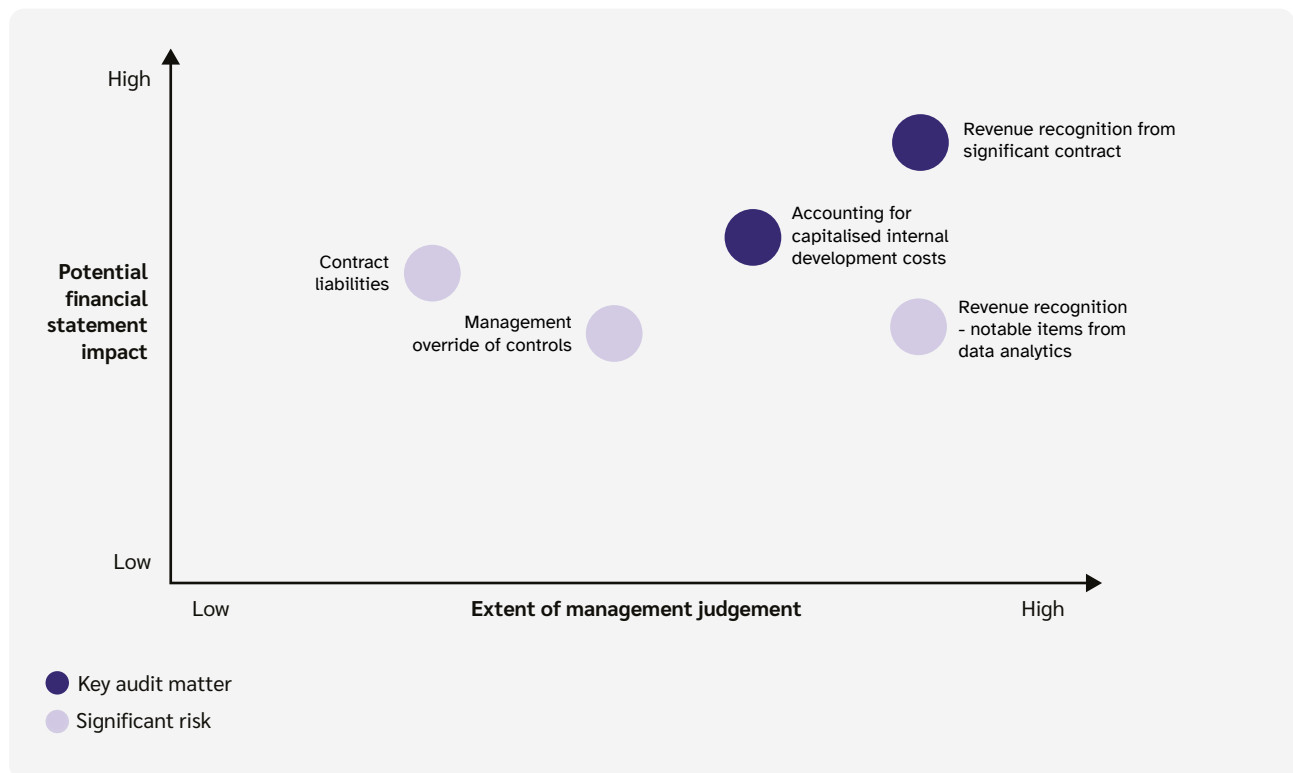 High
Revenue recognition from
significant contract
Accounting for
capitalised internal
development costs
Contract
liabilities
Potential
financial
statement
impact
Management
override of controls
Revenue recognition
- notable items from
data analytics
Low
Low
Extent of management judgement
High
Key audit matter
Significant risk